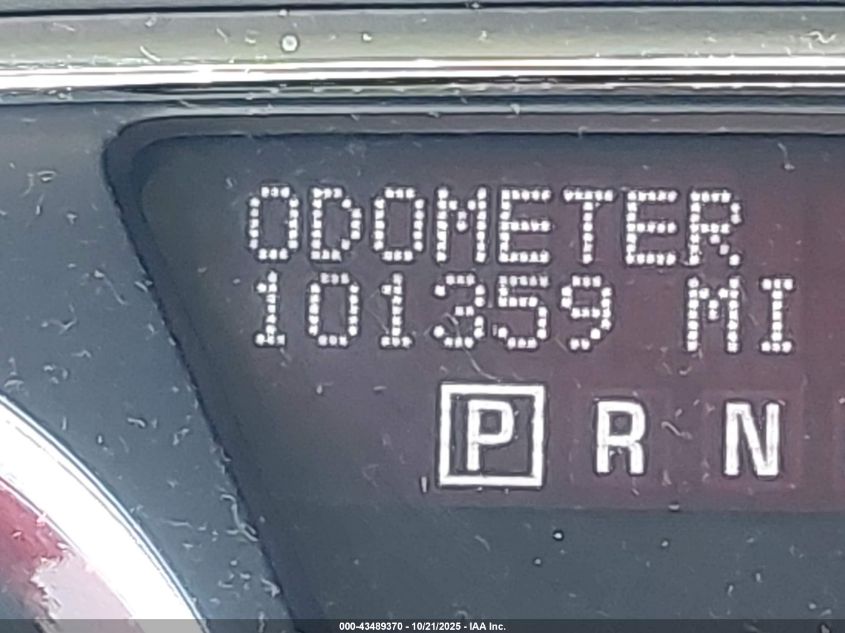 ODOMETER
101359 MI
P R N
000-43489370 - 10/21/2025 - IAA Inc.